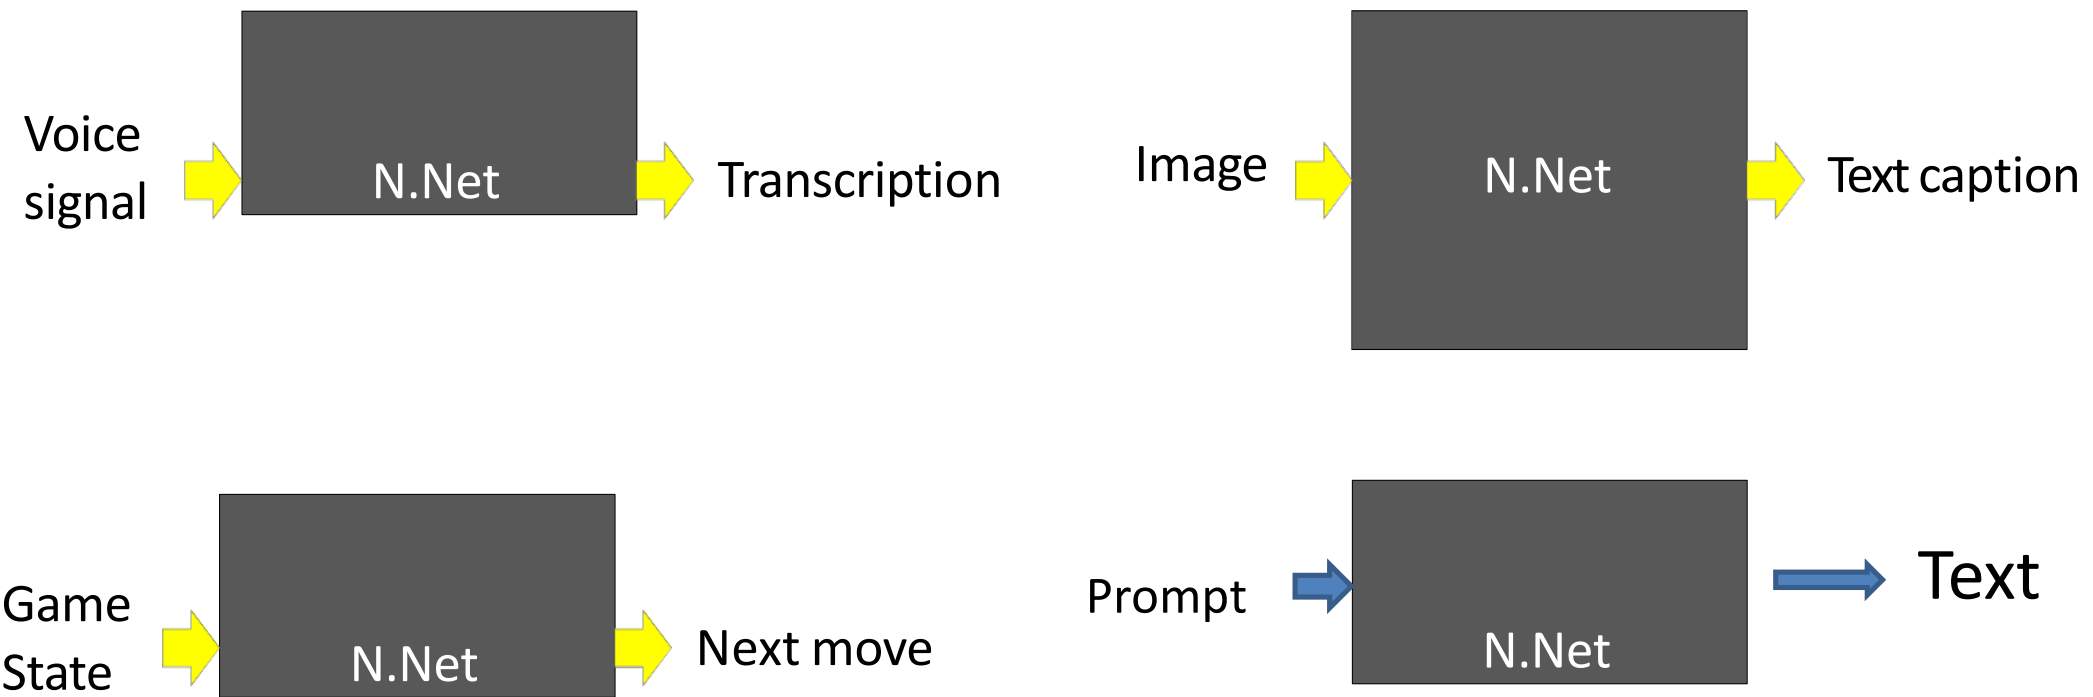 Voice
signal
N.Net
Transcription
Image
N.Net
Text caption
Game
State
N.Net
Next move
Prompt
N.Net
Text